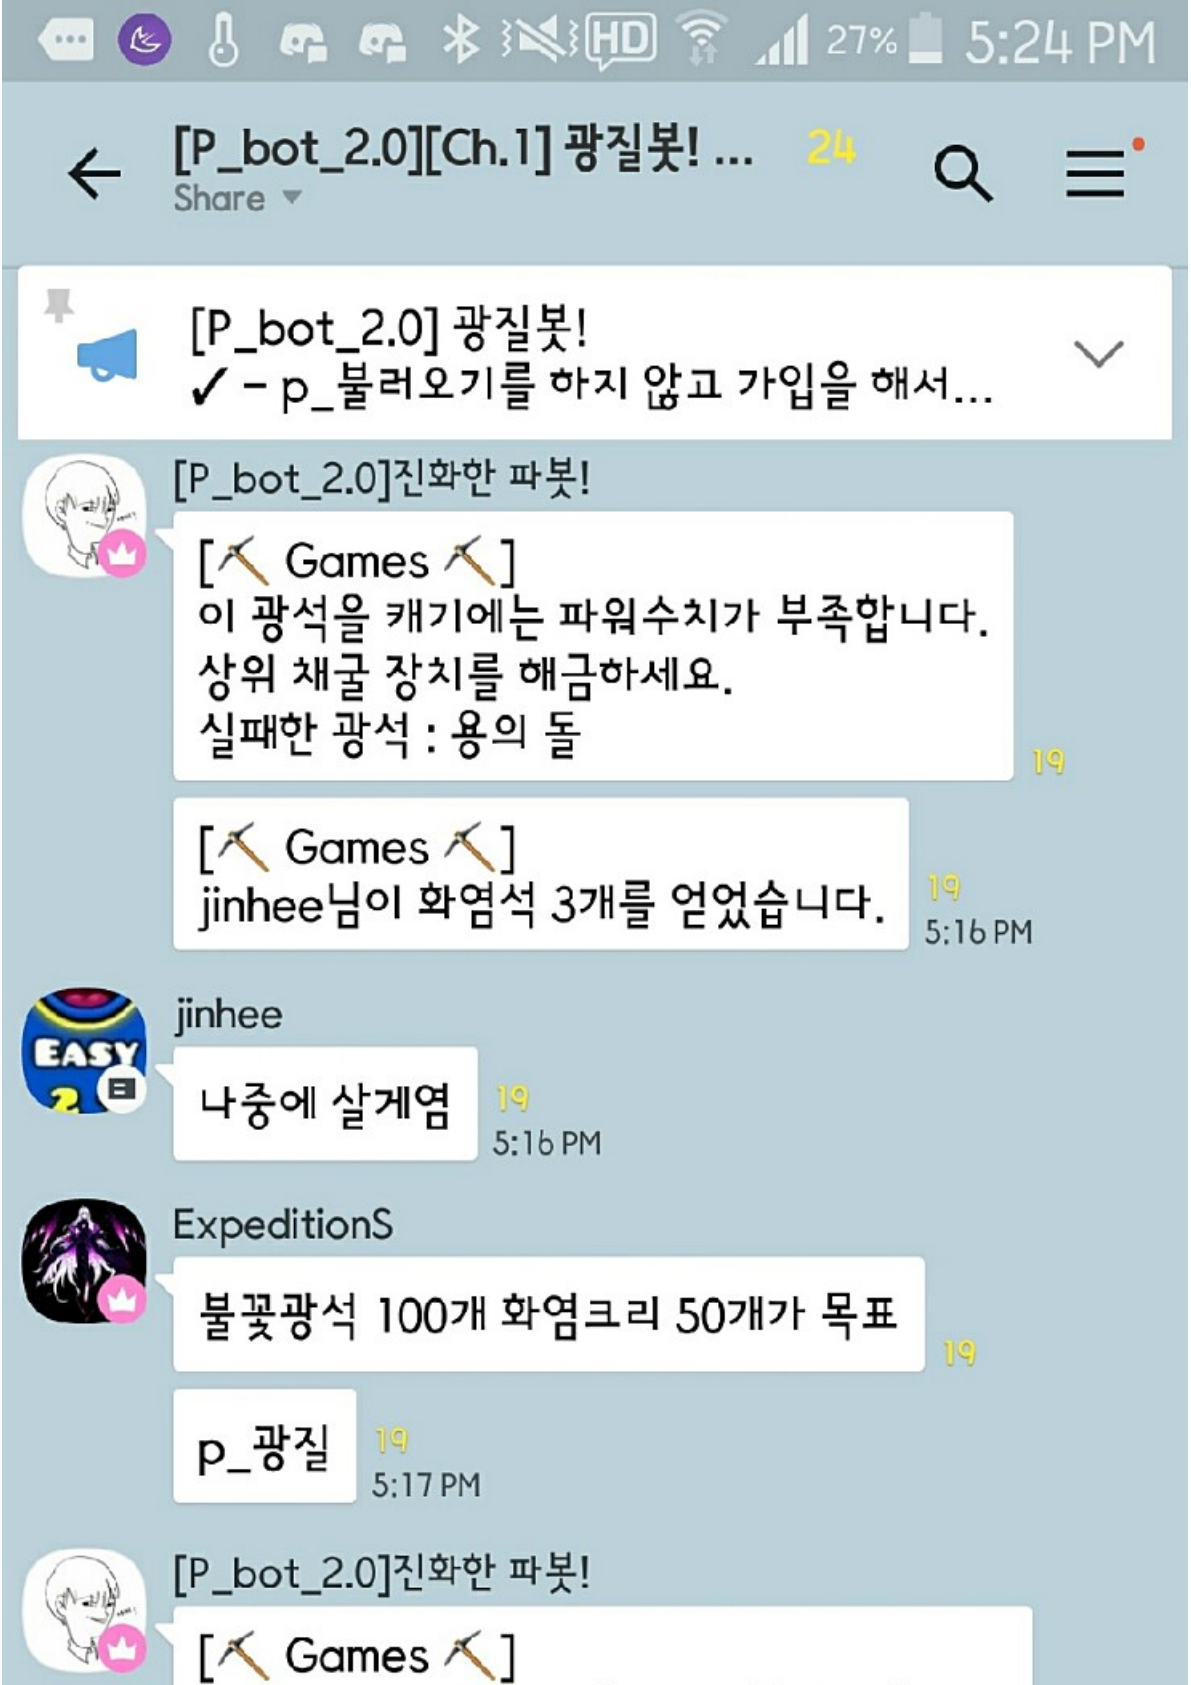 HD 27% 5:24 PM
[P_bot_2.0][Ch.1] 광질봇! ... 24
Share
[P_bot_2.0] 광질봇!
✓ - p_불러오기를 하지 않고 가입을 해서...
[P_bot_2.0]진화한 파봇!
[⛏ Games ⛏]
이 광석을 캐기에는 파워수치가 부족합니다.
상위 채굴 장치를 해금하세요.
실패한 광석 : 용의 돌
19
[⛏ Games ⛏]
jinhee님이 화염석 3개를 얻었습니다.
19
5:16 PM
jinhee
EASY
2
나중에 살게염
19
5:16 PM
ExpeditionS
불꽃광석 100개 화염크리 50개가 목표
19
p_광질
19
5:17 PM
[P_bot_2.0]진화한 파봇!
[⛏ Games ⛏]